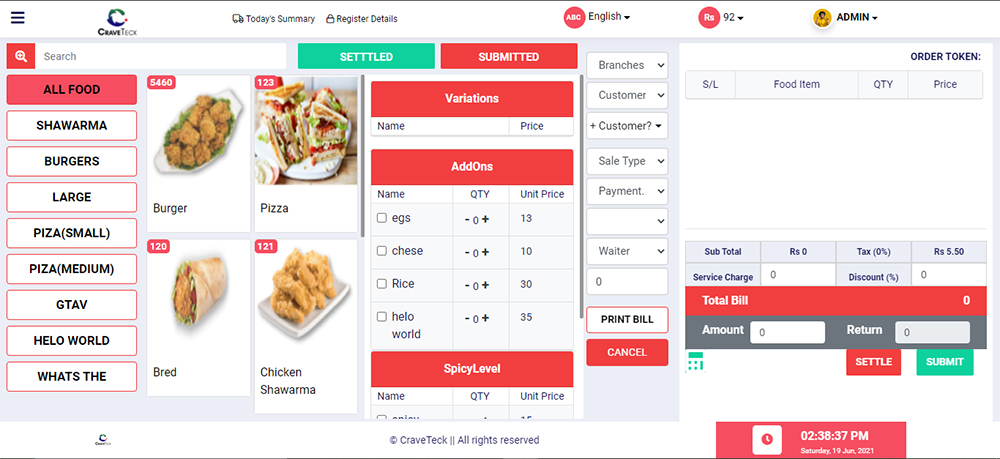 CRAVETECK
Today's Summary
Register Details
ABC
English
Rs
92
ADMIN
Search
SETTTLED
SUBMITTED
ALL FOOD
SHAWARMA
BURGERS
LARGE
PIZA(SMALL)
PIZA(MEDIUM)
GTAV
HELO WORLD
WHATS THE
5460
Burger
123
Pizza
120
Bred
121
Chicken
Shawarma
Variations
Name Price
AddOns
Name QTY Unit Price
egs - 0 + 13
chese - 0 + 10
Rice - 0 + 30
helo - 0 + 35
world
SpicyLevel
Name QTY Unit Price
Branches
Customer
+ Customer?
Sale Type
Payment.
Waiter
0
PRINT BILL
CANCEL
ORDER TOKEN:
S/L Food Item QTY Price
Sub Total Rs 0 Tax (0%) Rs 5.50
Service Charge 0 Discount (%) 0
Total Bill 0
Amount 0 Return 0
SETTLE
SUBMIT
CRAVETECK
© CraveTeck || All rights reserved
02:38:37 PM
Saturday, 19 Jun, 2021